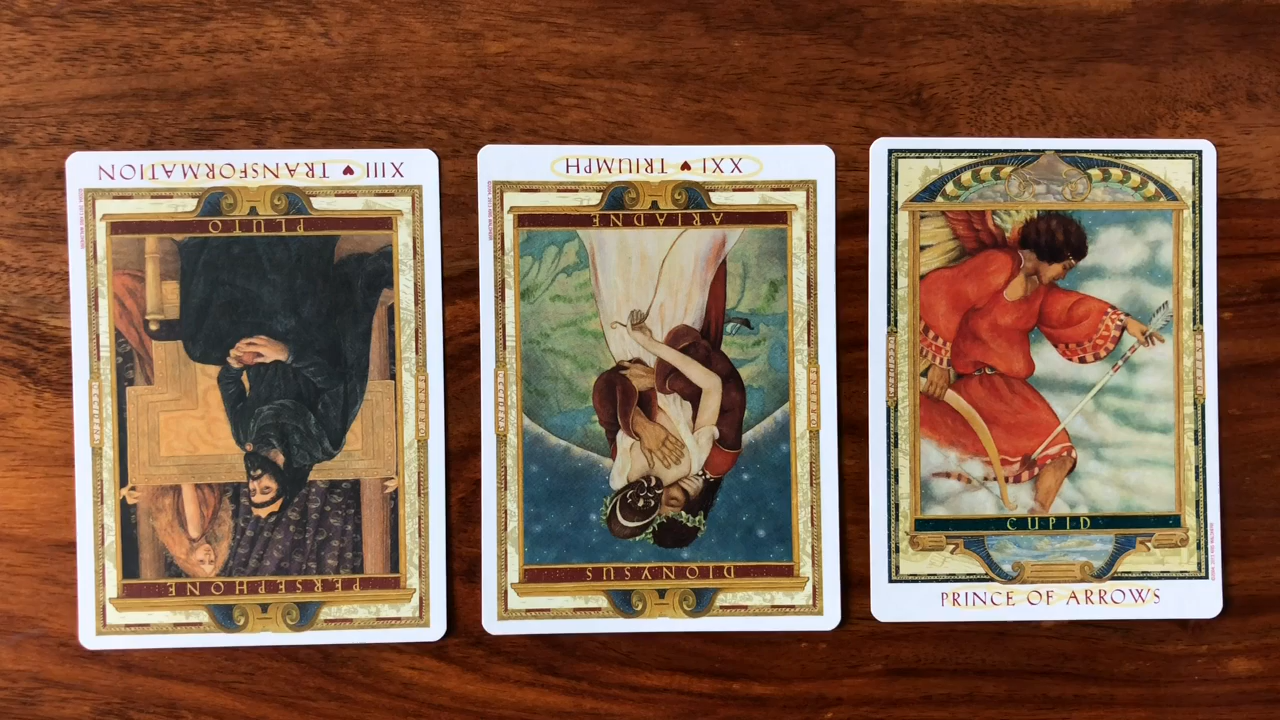 XIII ♥ TRANSFORMATION
PLUTO
PERSEPHONE
XXI ♥ TRIUMPH
ARIADNE
DIONYSUS
CUPID
PRINCE OF ARROWS